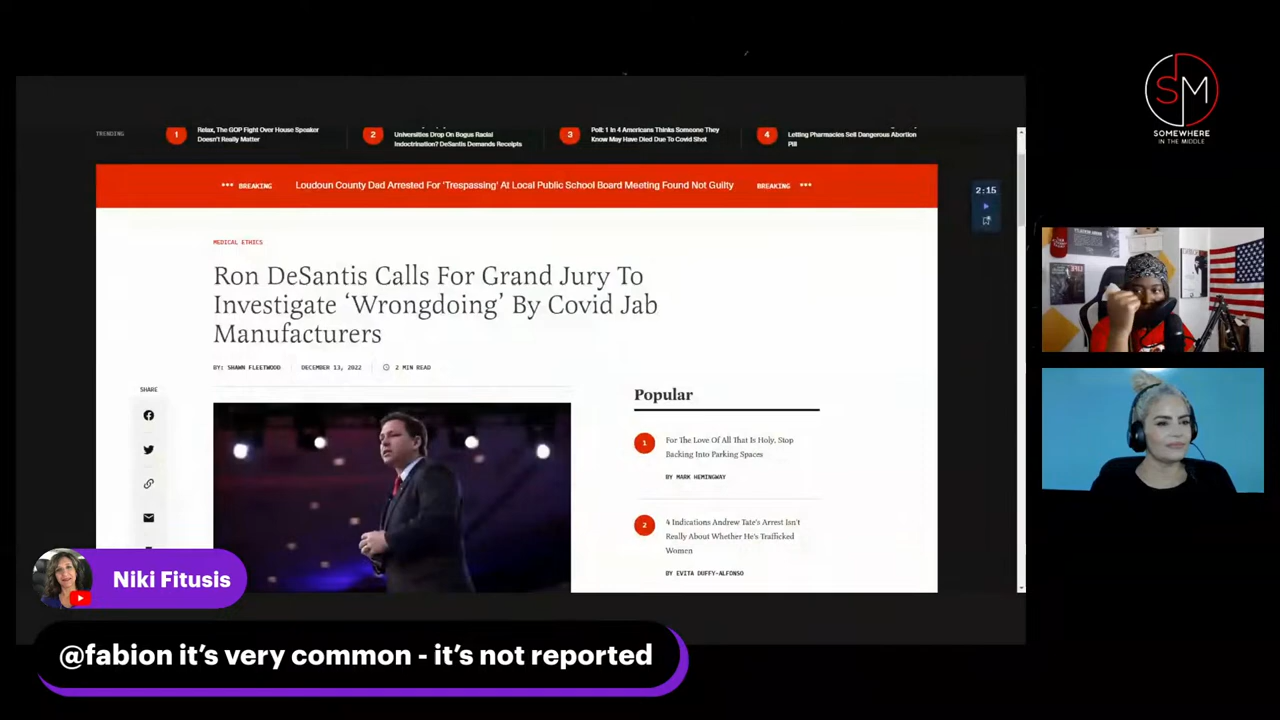 TRENDING
1
Relax, The GOP Fight Over House Speaker
Doesn't Really Matter
2
Universities Drop On Bogus Racial
Indoctrination? DeSantis Demands Receipts
3
Poll: 1 In 4 Americans Thinks Someone They
Know May Have Died Due To Covid Shot
4
Letting Pharmacies Sell Dangerous Abortion
Pill
••• BREAKING
Loudoun County Dad Arrested For 'Trespassing' At Local Public School Board Meeting Found Not Guilty
BREAKING •••
MEDICAL ETHICS
Ron DeSantis Calls For Grand Jury To
Investigate ‘Wrongdoing’ By Covid Jab
Manufacturers
BY: SHAWN FLEETWOOD
DECEMBER 13, 2022
2 MIN READ
SHARE
Popular
1
For The Love Of All That Is Holy, Stop
Backing Into Parking Spaces
BY MARK HEMINGWAY
2
4 Indications Andrew Tate's Arrest Isn't
Really About Whether He's Trafficked
Women
BY EVITA DUFFY-ALFONSO
2:15
SM
SOMEWHERE
IN THE MIDDLE
Niki Fitusis
@fabion it’s very common - it’s not reported